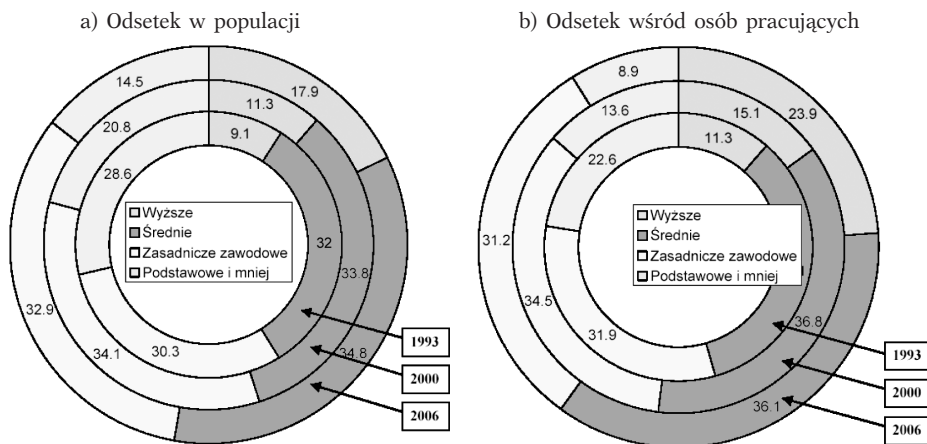 a) Odsetek w populacji
14.5
17.9
20.8
11.3
9.1
28.6
Wyższe
Średnie
Zasadnicze zawodowe
Podstawowe i mniej
32
33.8
32.9
34.1
30.3
34.8
1993
2000
2006
b) Odsetek wśród osób pracujących
8.9
13.6
15.1
23.9
22.6
11.3
Wyższe
Średnie
Zasadnicze zawodowe
Podstawowe i mniej
31.2
34.5
31.9
36.8
36.1
1993
2000
2006